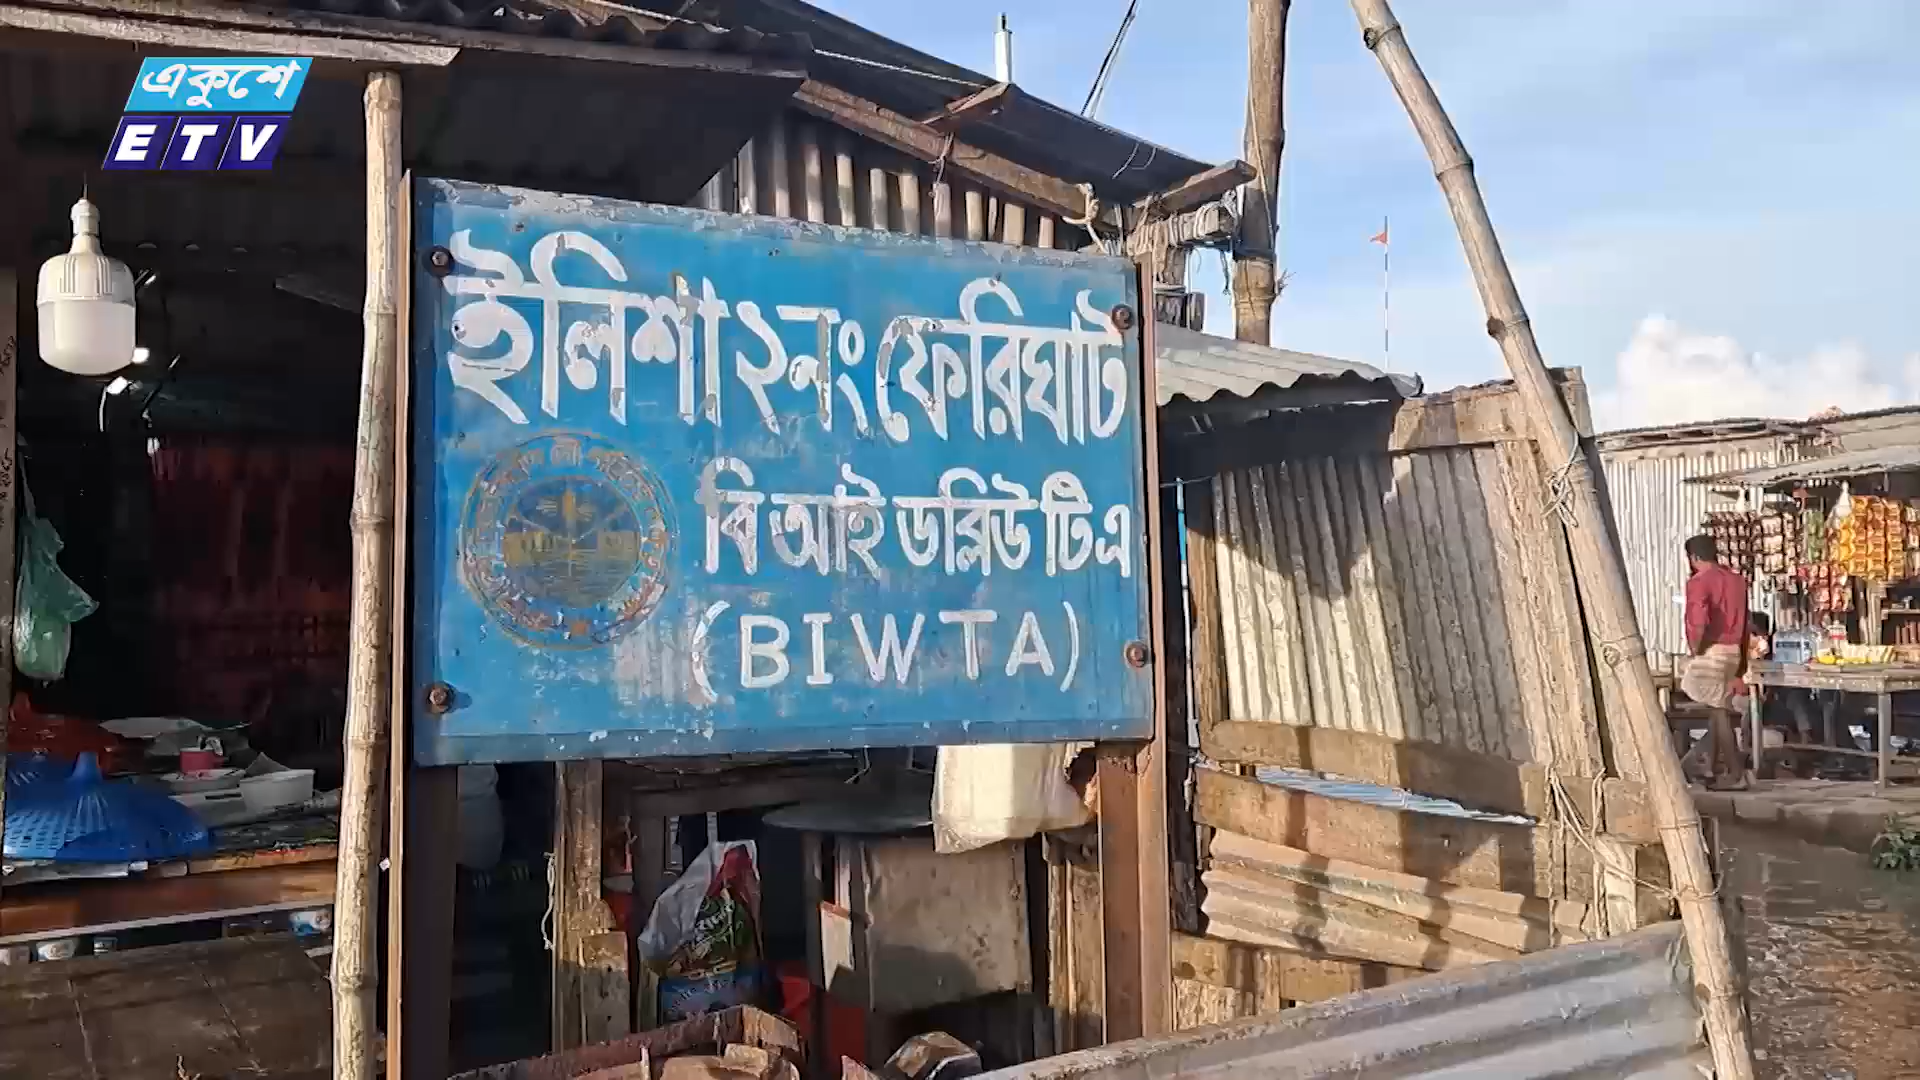 একুশে
ETV
ইলিশা ২নং ফেরিঘাট
বি আই ডব্লিউ টি এ
(BIWTA)